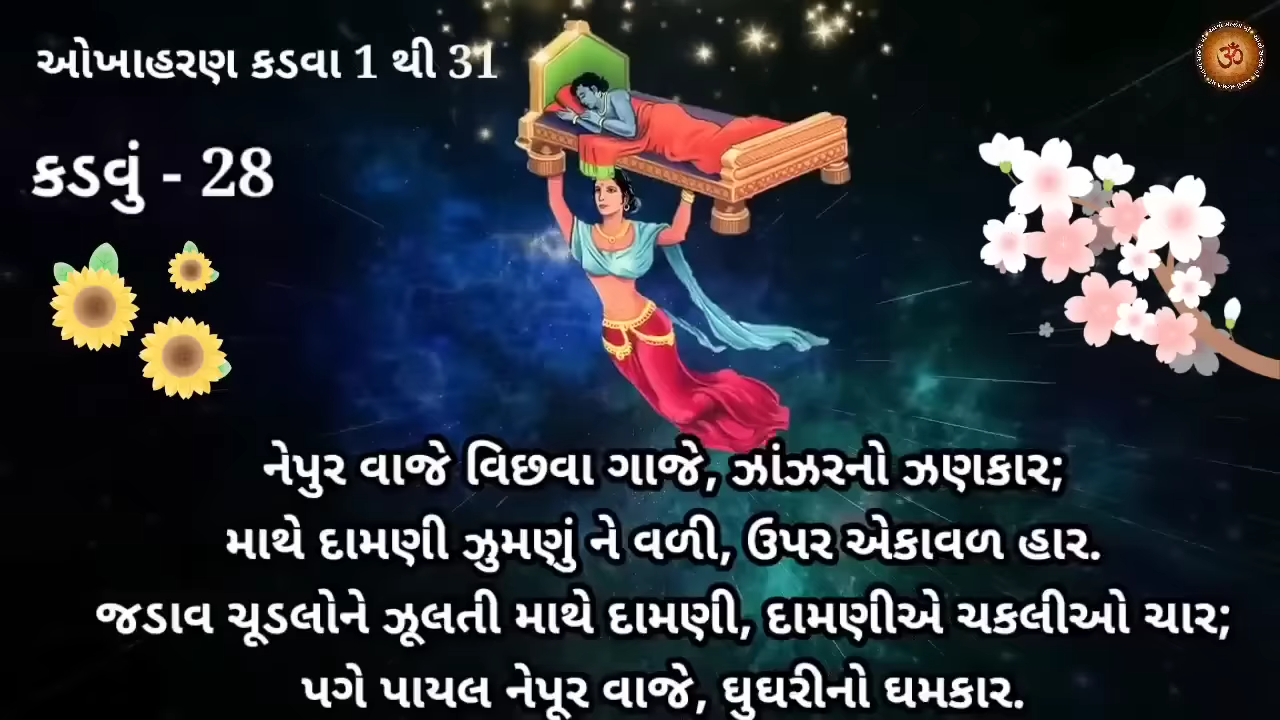 ઓખાહરણ કડવા 1 થી 31
કડવું - 28
ૐ
નેપુર વાજે વિછવા ગાજે, ઝાંઝરનો ઝણકાર;
માથે દામણી ઝુમણું ને વળી, ઉપર એકાવળ હાર.
જડાવ ચૂડલોને ઝૂલતી માથે દામણી, દામણીએ ચકલીઓ ચાર;
પગે પાયલ નેપૂર વાજે, ઘુઘરીનો ઘમકાર.